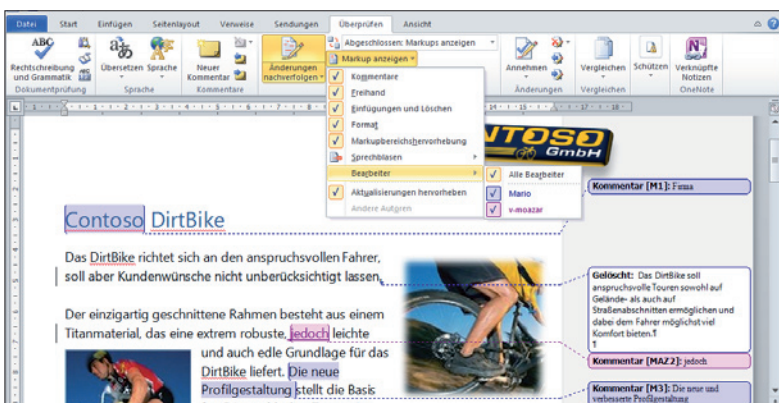 Datei Start Einfügen Seitenlayout Verweise Sendungen Überprüfen Ansicht
ABC
Rechtschreibung und Grammatik
Dokumentprüfung
Übersetzen Sprache
Sprache
Neuer Kommentar
Kommentare
Änderungen nachverfolgen
Abgeschlossen: Markups anzeigen
Markup anzeigen
Annehmen
Änderungen
Vergleichen
Vergleichen
Schützen
Verknüpfte Notizen
OneNote
Kommentare
Freihand
Einfügungen und Löschen
Format
Markupbereichshervorhebung
Sprechblasen
Bearbeiter
Aktualisierungen hervorheben
Andere Autoren
Alle Bearbeiter
Mario
v-moazar
NTOSO
GmbH
Contoso DirtBike
Das DirtBike richtet sich an den anspruchsvollen Fahrer,
soll aber Kundenwünsche nicht unberücksichtigt lassen.
Der einzigartig geschnittene Rahmen besteht aus einem
Titanmaterial, das eine extrem robuste, jedoch leichte
und auch edle Grundlage für das
DirtBike liefert. Die neue
Profilgestaltung stellt die Basis
Kommentar [M1]: Firma
Gelöscht: Das DirtBike soll
anspruchsvolle Touren sowohl auf
Gelände- als auch auf
Straßenabschnitten ermöglichen und
dabei dem Fahrer möglichst viel
Komfort bieten.¶
¶
Kommentar [MAZ2]: jedoch
Kommentar [M3]: Die neue und
verbesserte Profilgestaltung